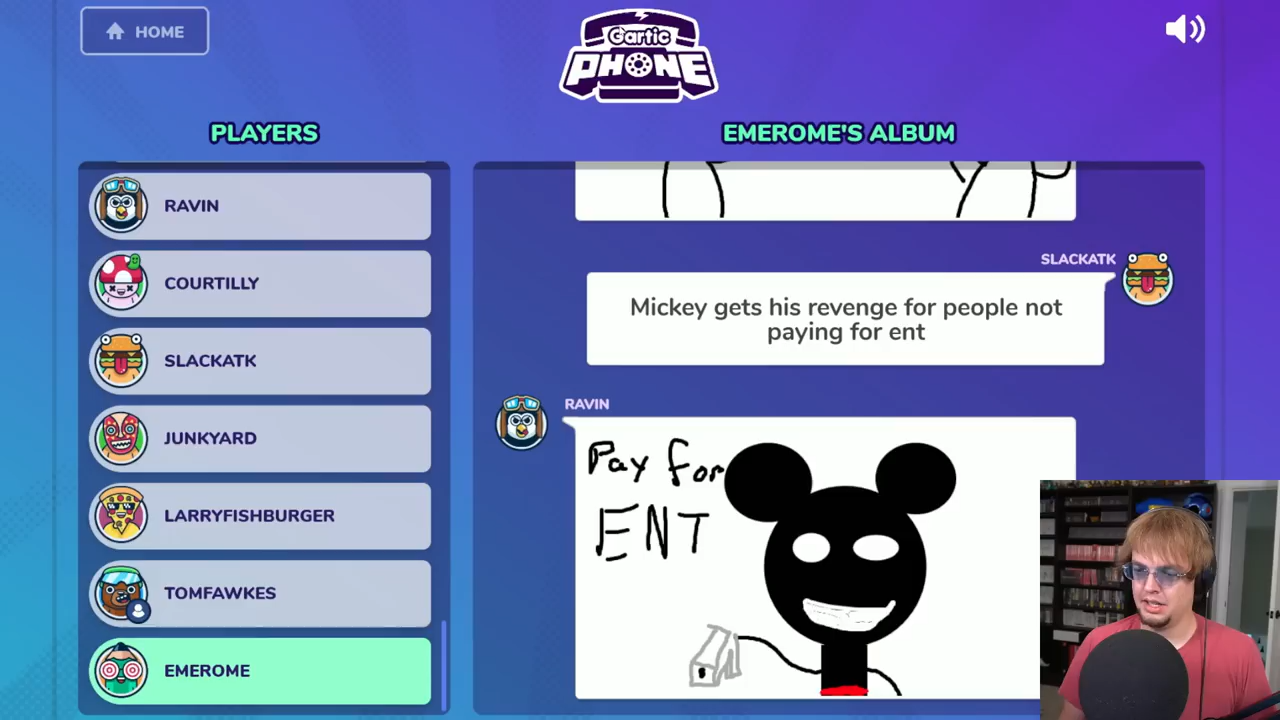 HOME
Gartic
PHONE
PLAYERS
EMEROME'S ALBUM
RAVIN
COURTILLY
SLACKATK
JUNKYARD
LARRYFISHBURGER
TOMFAWKES
EMEROME
SLACKATK
Mickey gets his revenge for people not
paying for ent
RAVIN
Pay for
ENT